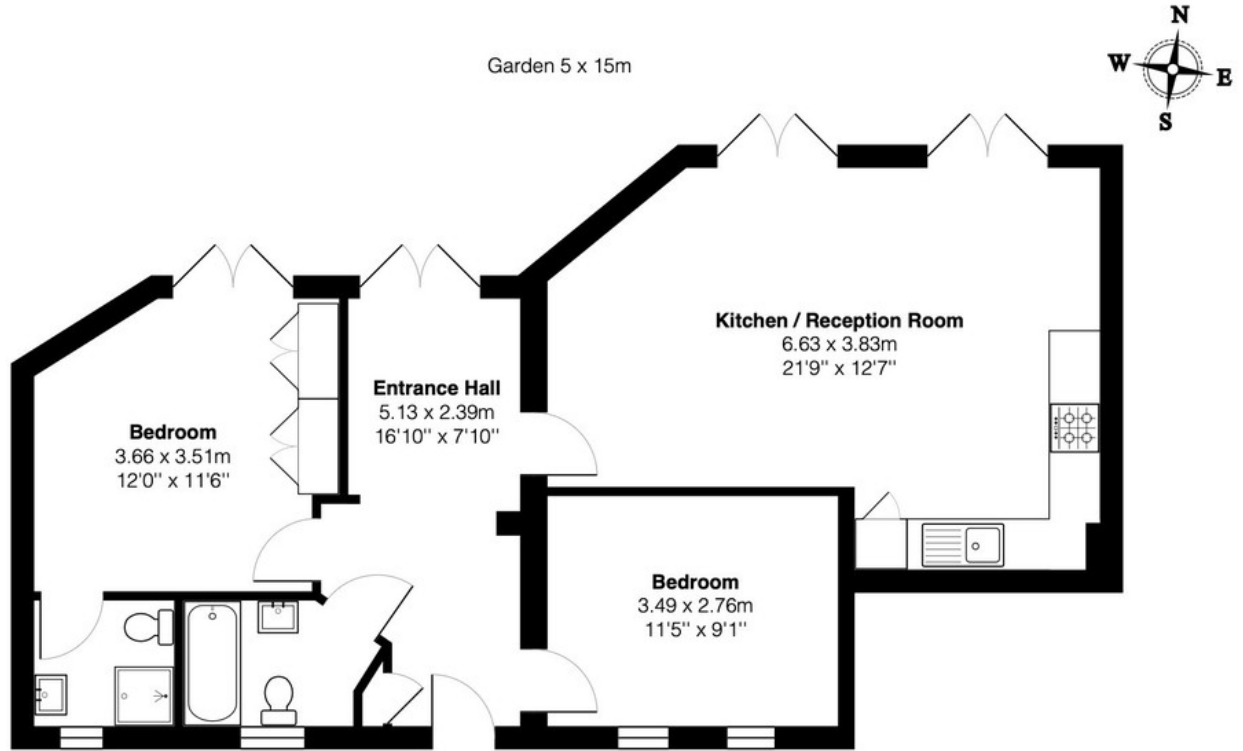 Garden 5 x 15m
N
W
E
S
Kitchen / Reception Room
6.63 x 3.83m
21'9'' x 12'7''
Entrance Hall
5.13 x 2.39m
16'10'' x 7'10''
Bedroom
3.66 x 3.51m
12'0'' x 11'6''
Bedroom
3.49 x 2.76m
11'5'' x 9'1''